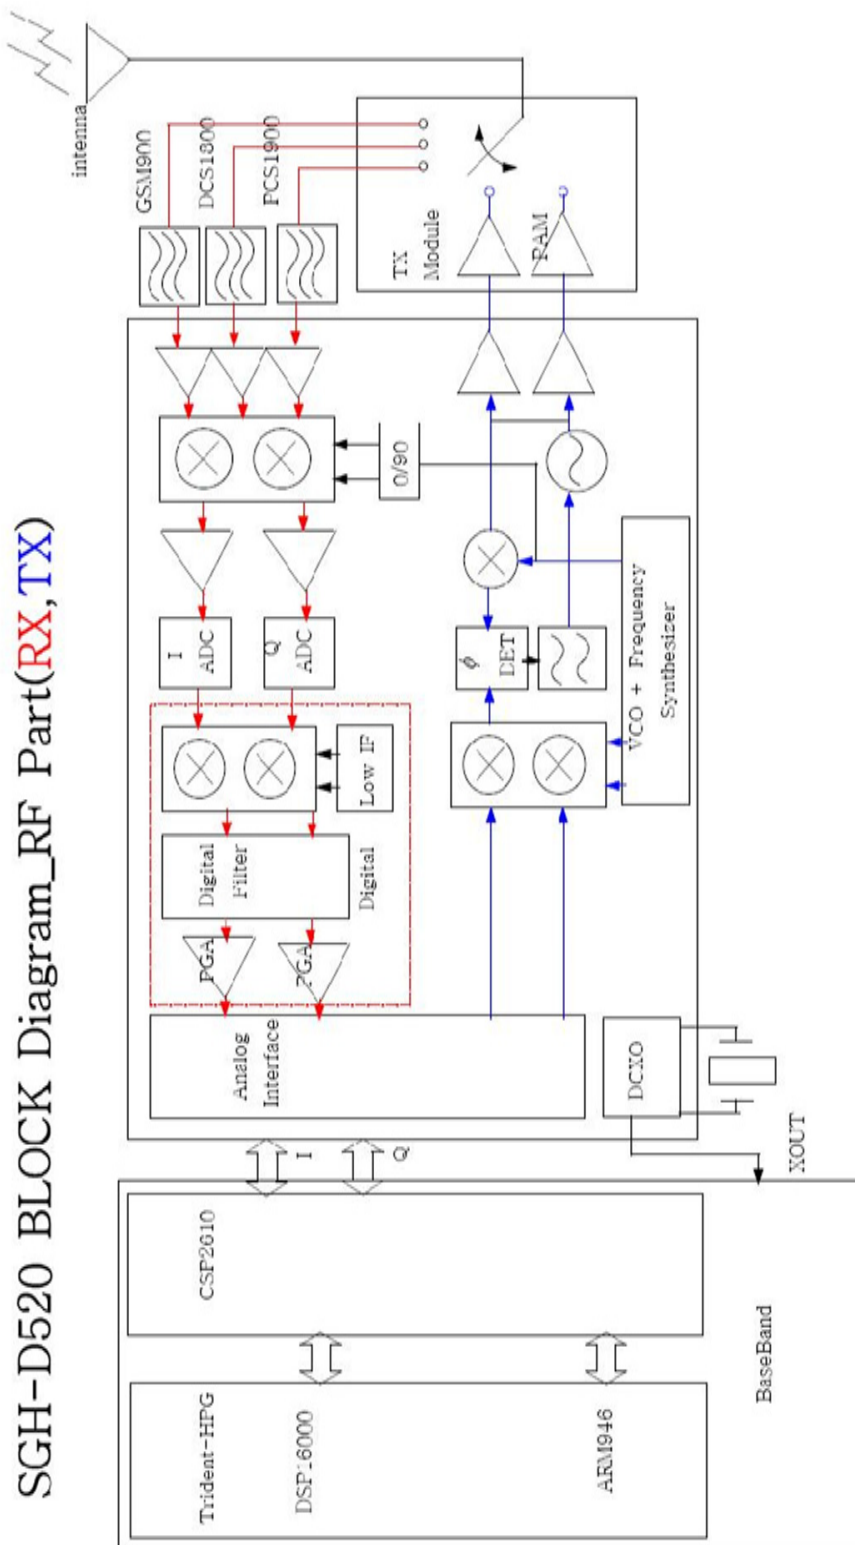 SGH-D520 BLOCK Diagram_RF Part(RX,TX)
intenna
GSM900
DCS1800
PCS1900
TX
Module
PAM
0/90
I
ADC
Q
ADC
ϕ
DET
VCO + Frequency
Synthesizer
Low IF
Digital
Filter
Digital
PGA
PGA
Analog
Interface
DCXO
XOUT
I
Q
CSP2610
BaseBand
Trident-HPG
DSP16000
ARM946